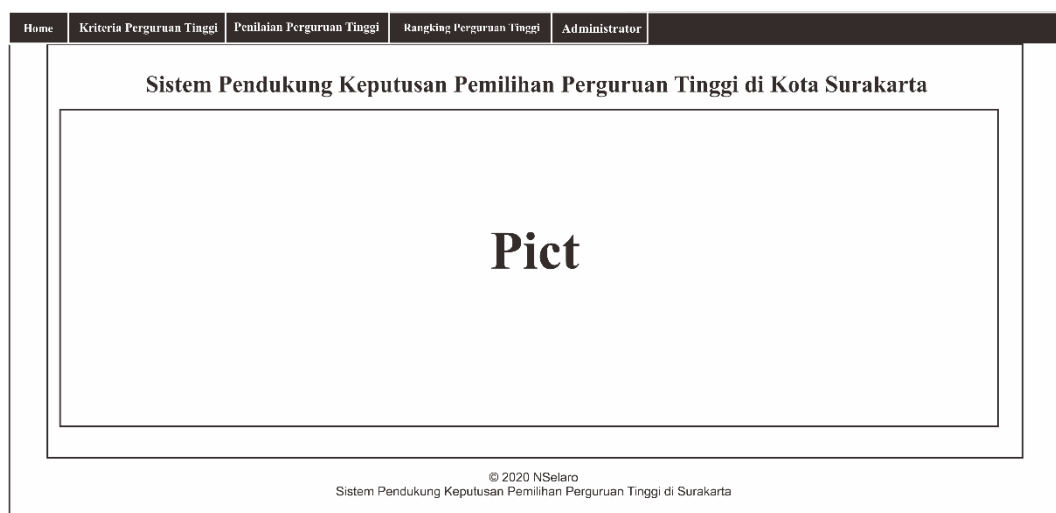 Home Kriteria Perguruan Tinggi Penilaian Perguruan Tinggi Rangking Perguruan Tinggi Administrator
Sistem Pendukung Keputusan Pemilihan Perguruan Tinggi di Kota Surakarta
Pict
© 2020 NSelaro
Sistem Pendukung Keputusan Pemilihan Perguruan Tinggi di Surakarta